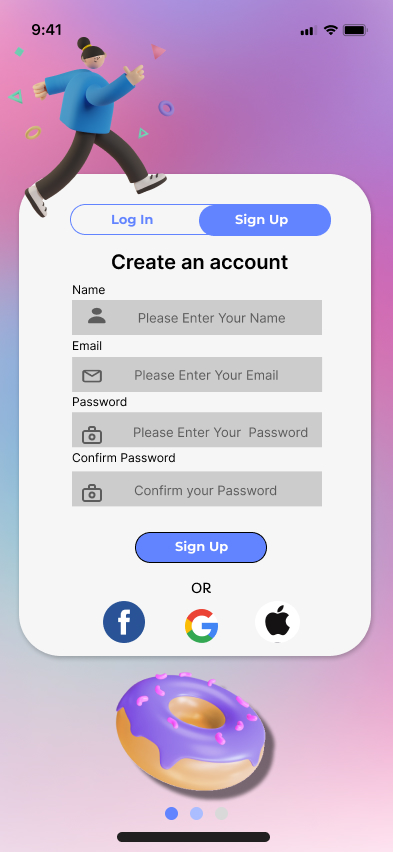 9:41
Log In
Sign Up
Create an account
Name
Please Enter Your Name
Email
Please Enter Your Email
Password
Please Enter Your  Password
Confirm Password
Confirm your Password
Sign Up
OR